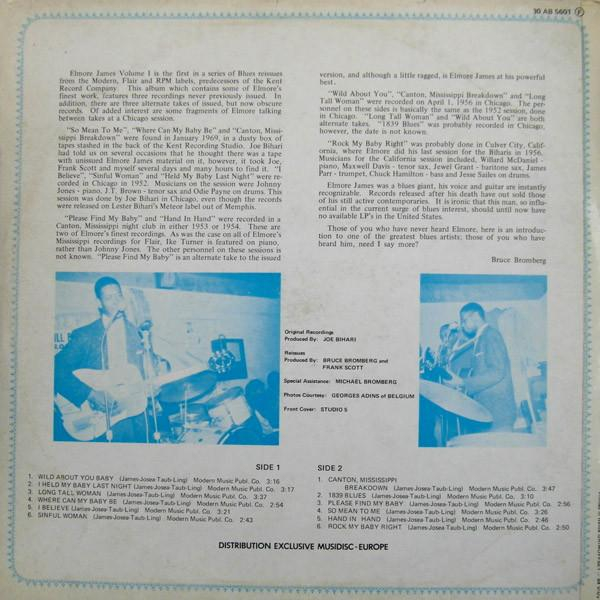 30 AB 5601 F
Elmore James Volume I is the first in a series of Blues reissues
from the Modern, Flair and RPM labels, predecessors of the Kent
Record Company. This album which contains some of Elmore's
finest work, features three recordings never previously issued. In
addition, there are three alternate takes of issued, but now obscure
records. Of added interest are some fragments of Elmore talking
between takes at a Chicago session.
"So Mean To Me", "Where Can My Baby Be" and "Canton, Missi-
ssippi Breakdown" were found in January 1969, in a dusty box of
tapes stashed in the back of the Kent Recording Studio. Joe Bihari
had told us on several occasions that he thought there was a tape
with unissued Elmore James material on it, however, it took Joe,
Frank Scott and myself several days and many hours to find it. "I
Believe", "Sinful Woman" and "Held My Baby Last Night" were re-
corded in Chicago in 1952. Musicians on the session were Johnny
Jones - piano, J.T. Brown - tenor sax and Odie Payne on drums. This
session was done by Joe Bihari in Chicago, even though the records
were released on Lester Bihari's Meteor label out of Memphis.
"Please Find My Baby" and "Hand In Hand" were recorded in a
Canton, Mississippi night club in either 1953 or 1954. These are
two of Elmore's finest recordings. As was the case on all of Elmore's
Mississippi recordings for Flair, Ike Turner is featured on piano,
rather than Johnny Jones. The other personnel on these sessions is
not known. "Please Find My Baby" is an alternate take to the issued
version, and although a little ragged, is Elmore James at his powerful
best.
"Wild About You", "Canton, Mississippi Breakdown" and "Long
Tall Woman" were recorded on April 1, 1956 in Chicago. The per-
sonnel on these sides is basically the same as the 1952 session, done
in Chicago. "Long Tall Woman" and "Wild About You" are both
alternate takes. "1839 Blues" was probably recorded in Chicago,
however, the date is not known.
"Rock My Baby Right" was probably done in Culver City, Calif-
ornia, where Elmore did his last session for the Biharis in 1956.
Musicians for the California session included, Willard McDaniel -
piano, Maxwell Davis - tenor sax, Jewel Grant - baritone sax, James
Parr - trumpet, Chuck Hamilton - bass and Jesse Sailes on drums.
Elmore James was a blues giant, his voice and guitar are instantly
recognizable. Records released after his death have out sold those
of his still active contemporaries. It is ironic that this man, so influ-
ential in the current surge of blues interest, should until now have
no available LP's in the United States.
Those of you who have never heard Elmore, here is an introduc-
tion to one of the greatest blues artists; those of you who have
heard him, need I say more?
Bruce Bromberg
Original Recordings
Produced By: JOE BIHARI
Reissues
Produced By: BRUCE BROMBERG and
FRANK SCOTT
Special Assistance: MICHAEL BROMBERG
Photos Courtesy: GEORGES ADINS of BELGIUM
Front Cover: STUDIO 5
SIDE 1
1. WILD ABOUT YOU BABY (James-Josea-Taub-Ling) Modern Music Publ. Co. 3:16
2. I HELD MY BABY LAST NIGHT (James-Josea-Taub-Ling) Modern Music Publ. Co. 3:17
3. LONG TALL WOMAN (James-Josea-Taub-Ling) Modern Music Publ. Co. 3:37
4. WHERE CAN MY BABY BE (James-Josea-Taub-Ling) Modern Music Publ. Co. 2:54
5. I BELIEVE (James-Josea-Taub-Ling) Modern Music Publ. Co. 3:21
6. SINFUL WOMAN (James-Josea-Taub-Ling) Modern Music Publ. Co. 2:43
SIDE 2
1. CANTON, MISSISSIPPI
BREAKDOWN (James-Josea-Taub-Ling) Modern Music Publ. Co. 3:47
2. 1839 BLUES (James-Josea-Taub-Ling) Modern Music Publ. Co. 3:10
3. PLEASE FIND MY BABY (James-Josea-Taub-Ling) Modern Music Publ. Co. 2:56
4. SO MEAN TO ME (James-Josea-Taub-Ling) Modern Music Publ. Co. 3:26
5. HAND IN HAND (James-Josea-Taub-Ling) Modern Music Publ. Co. 2:46
6. ROCK MY BABY RIGHT (James-Josea-Taub-Ling) Modern Music Publ. Co. 2:50
DISTRIBUTION EXCLUSIVE MUSIDISC-EUROPE